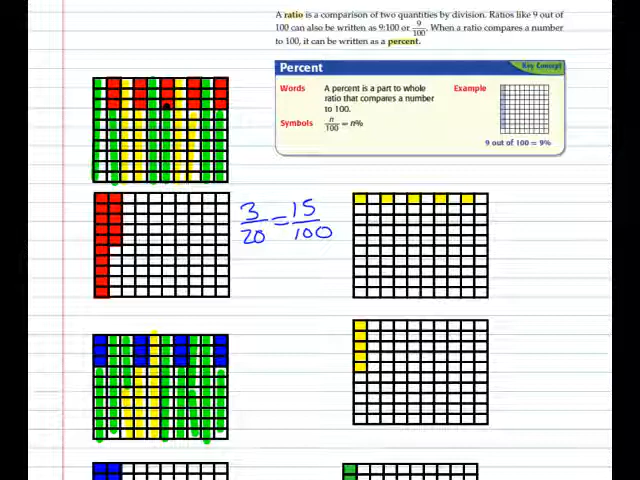 A ratio is a comparison of two quantities by division. Ratios like 9 out of
100 can also be written as 9:100 or 9/100. When a ratio compares a number
to 100, it can be written as a percent.
Percent
Key Concept
Words A percent is a part to whole ratio that compares a number to 100.
Example
Symbols n/100 = n%
9 out of 100 = 9%
3/20 = 15/100